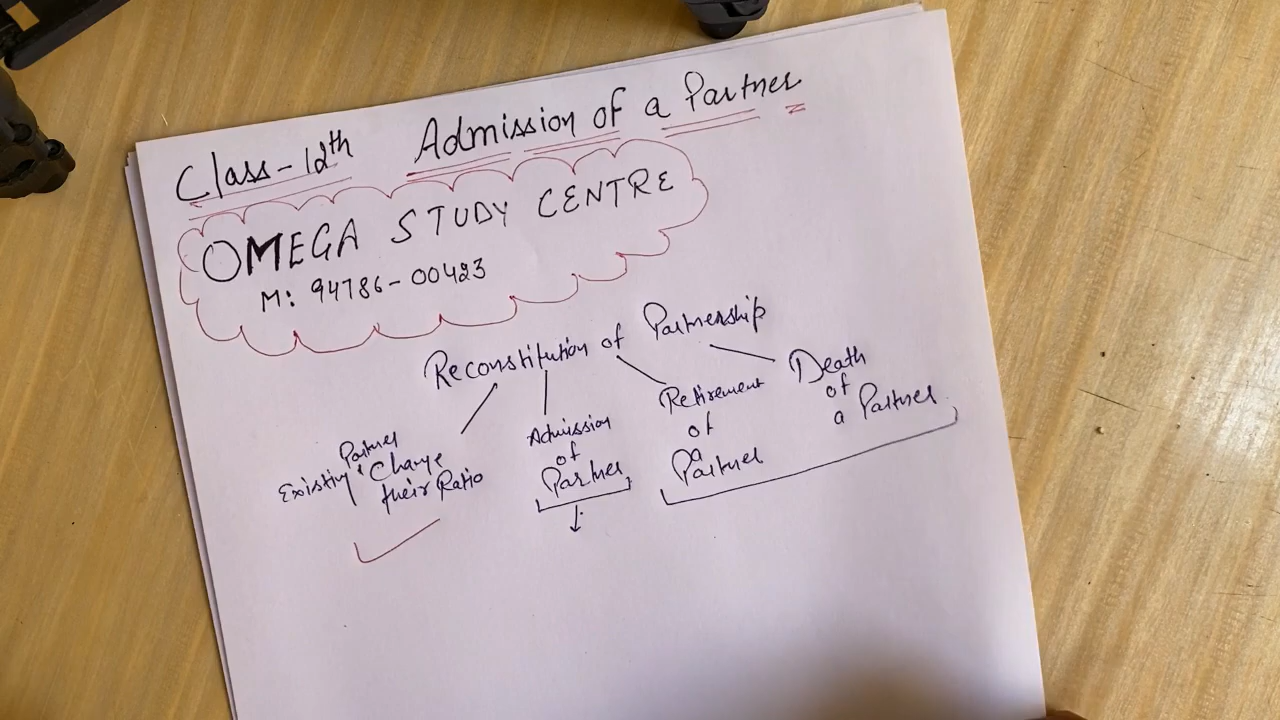 Class-12th Admission of a Partner
OMEGA STUDY CENTRE
M: 94786-00423
Reconstitution of Partnership
Partner
Existing Change
their Ratio
Admission
of
Partner
Retirement
of
a
Partner
Death
of
a Partner